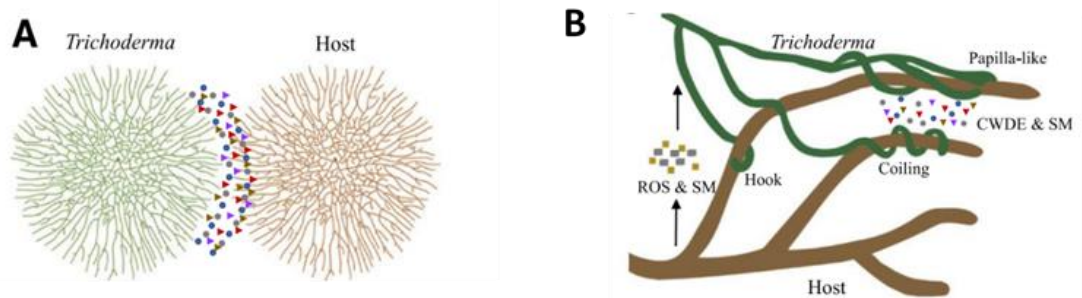 A
Trichoderma
Host
B
Trichoderma
Papilla-like
CWDE & SM
ROS & SM
Hook
Coiling
Host